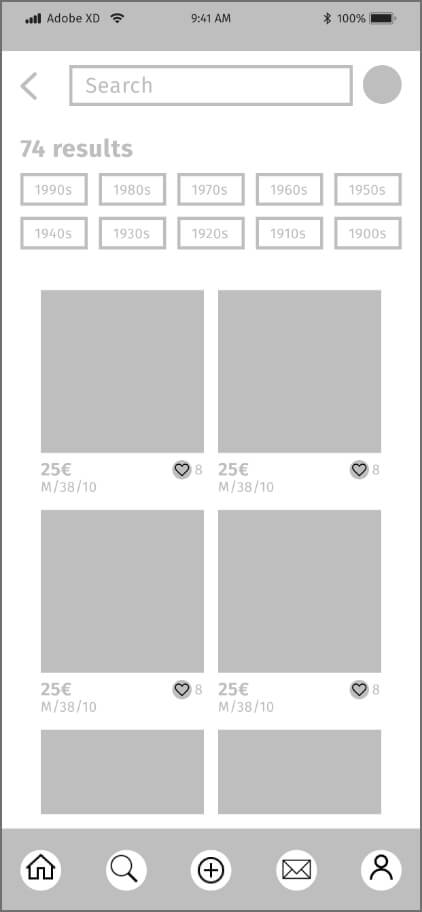 Adobe XD 9:41 AM 100%
Search
74 results
1990s 1980s 1970s 1960s 1950s
1940s 1930s 1920s 1910s 1900s
25€ 8 25€ 8
M/38/10 M/38/10
25€ 8 25€ 8
M/38/10 M/38/10